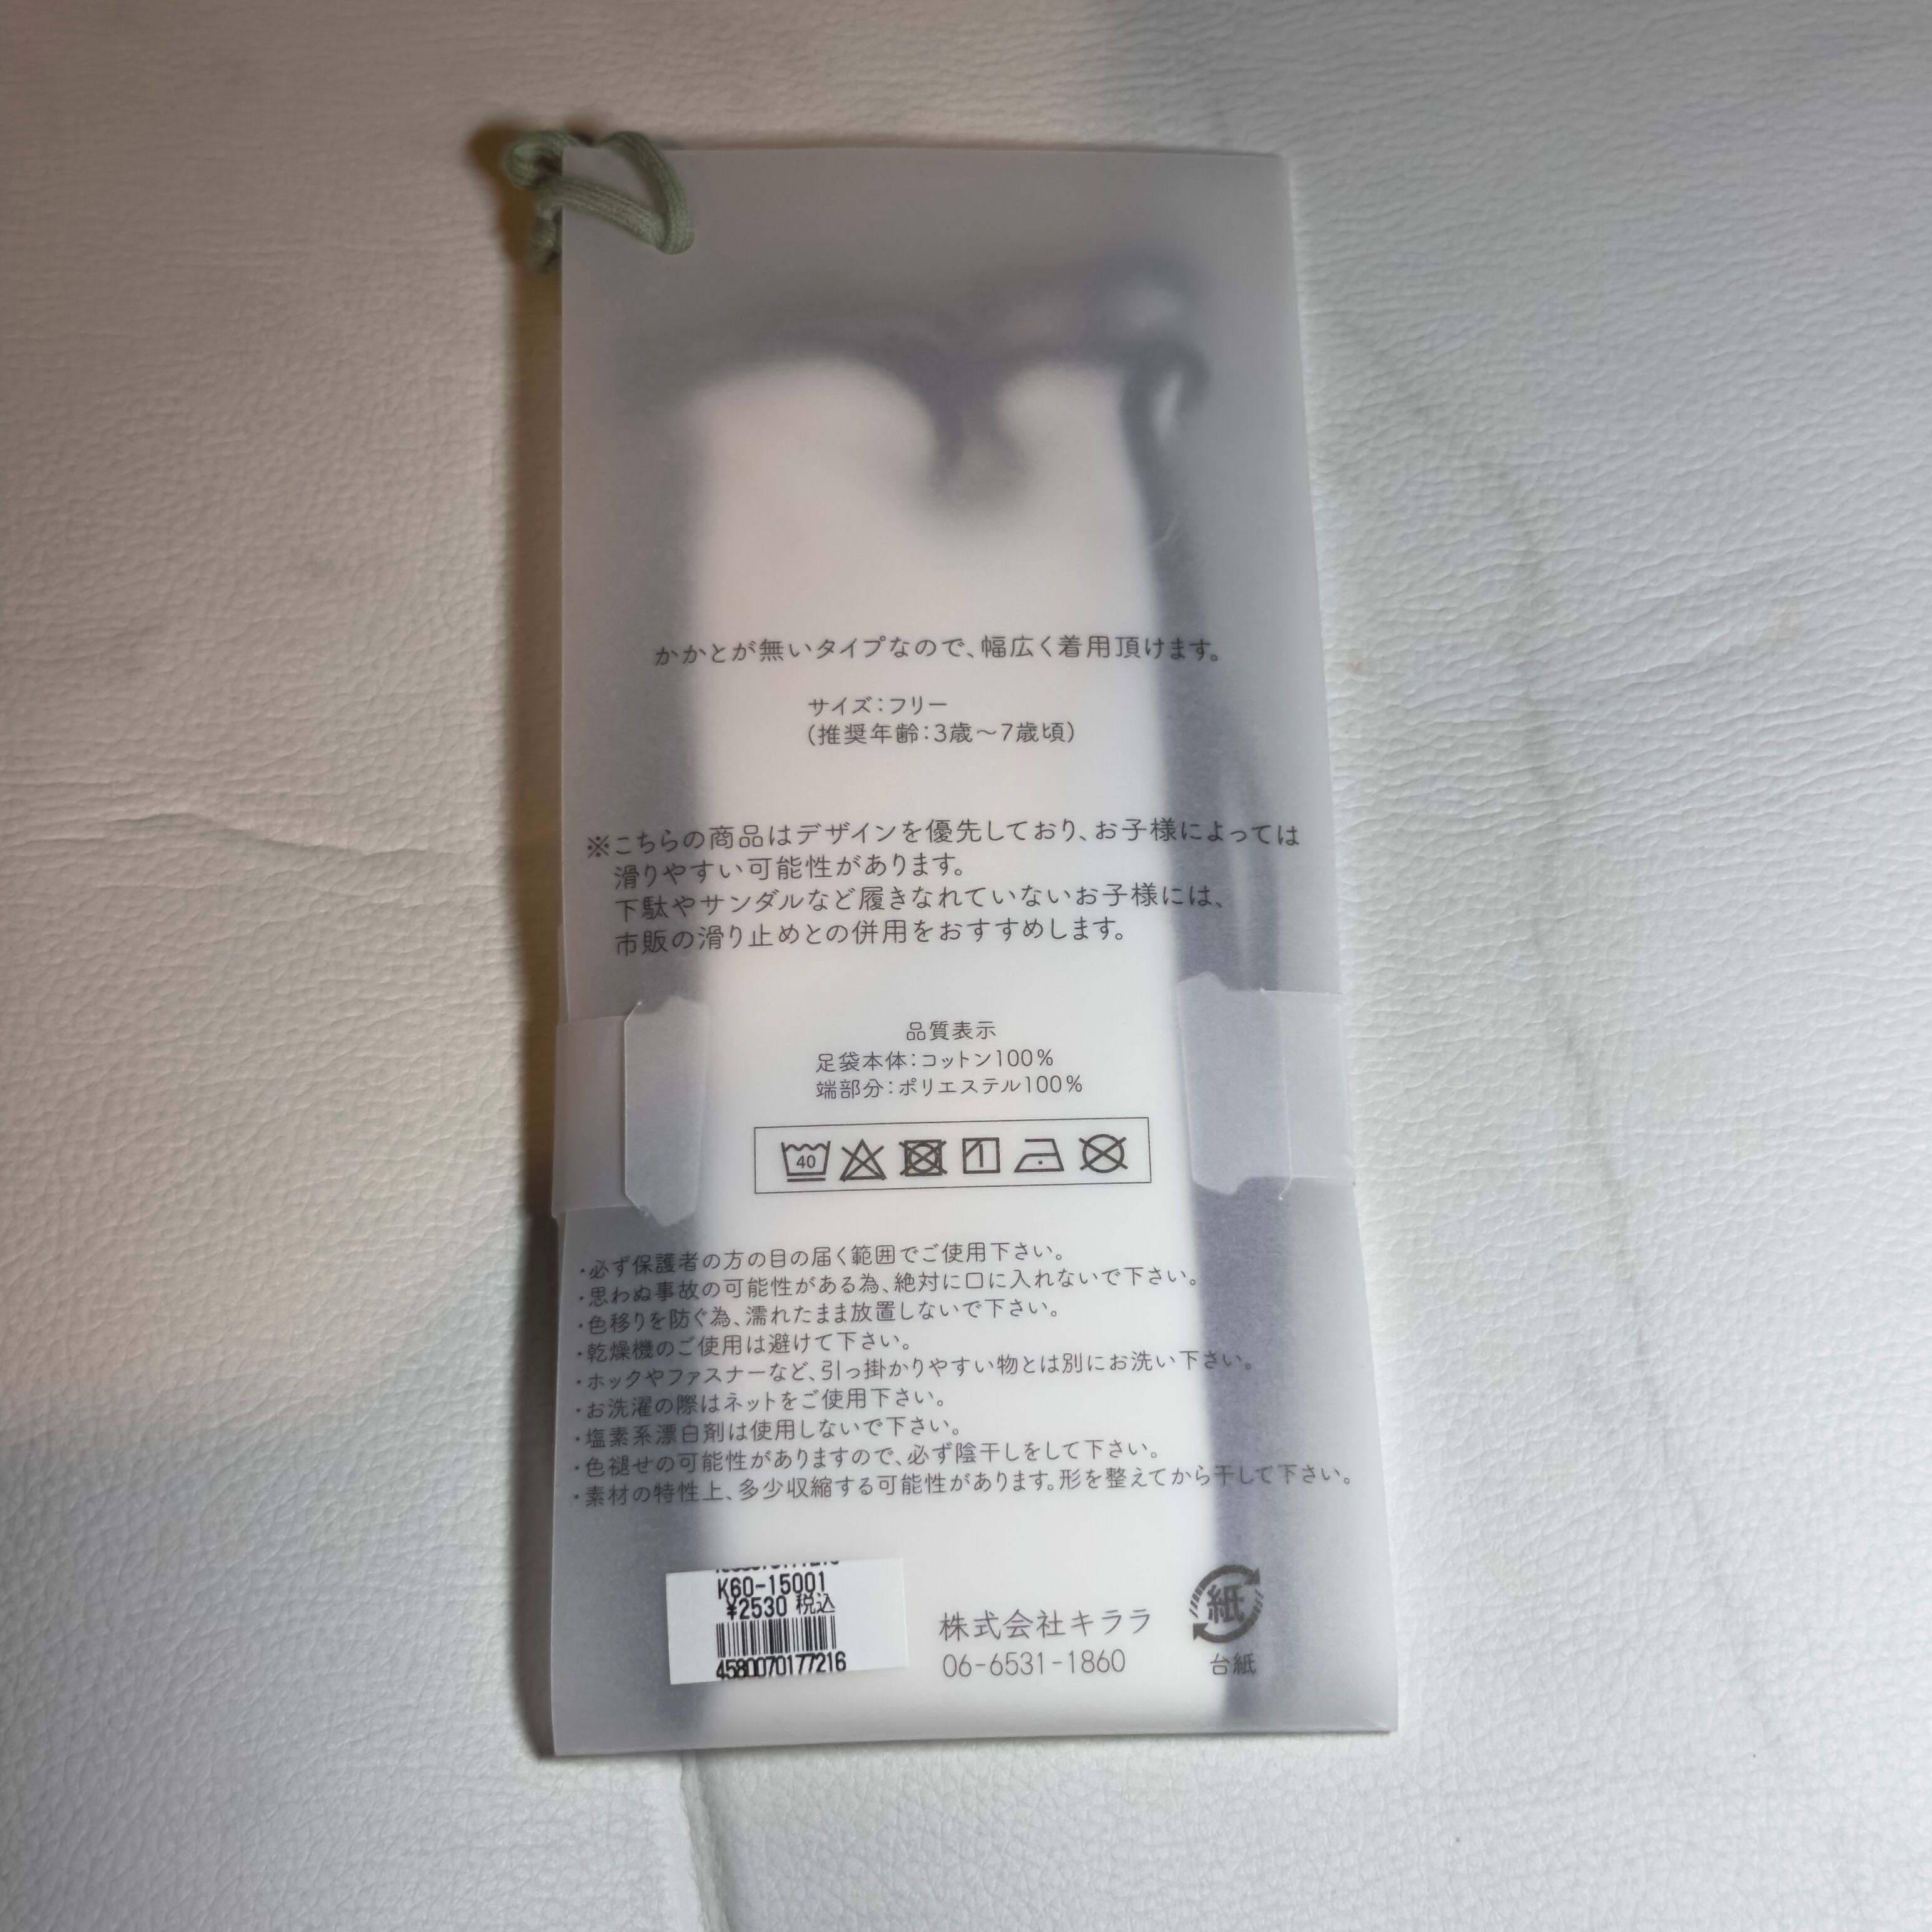 かかとが無いタイプなので、幅広く着用頂けます。
サイズ：フリー
（推奨年齢：3歳～7歳頃）
※こちらの商品はデザインを優先しており、お子様によっては
滑りやすい可能性があります。
下駄やサンダルなど履きなれていないお子様には、
市販の滑り止めとの併用をおすすめします。
品質表示
足袋本体：コットン100％
端部分：ポリエステル100％
40
・必ず保護者の方の目の届く範囲でご使用下さい。
・思わぬ事故の可能性がある為、絶対に口に入れないで下さい。
・色移りを防ぐ為、濡れたまま放置しないで下さい。
・乾燥機のご使用は避けて下さい。
・ホックやファスナーなど、引っ掛かりやすい物とは別にお洗い下さい。
・お洗濯の際はネットをご使用下さい。
・塩素系漂白剤は使用しないで下さい。
・色褪せの可能性がありますので、必ず陰干しをして下さい。
・素材の特性上、多少収縮する可能性があります。形を整えてから干して下さい。
K60-15001
¥2530 税込
4580070177216
株式会社キララ
06-6531-1860
紙
台紙